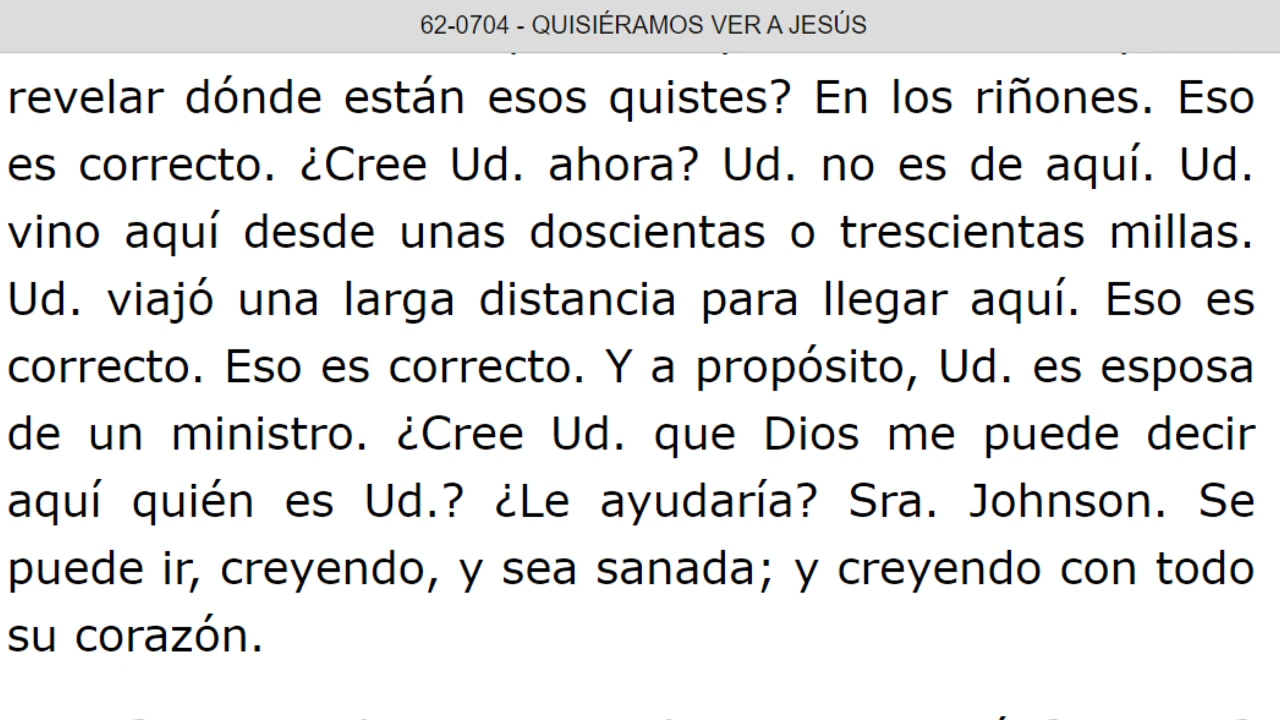 62-0704 - QUISIÉRAMOS VER A JESÚS
revelar dónde están esos quistes? En los riñones. Eso
es correcto. ¿Cree Ud. ahora? Ud. no es de aquí. Ud.
vino aquí desde unas doscientas o trescientas millas.
Ud. viajó una larga distancia para llegar aquí. Eso es
correcto. Eso es correcto. Y a propósito, Ud. es esposa
de un ministro. ¿Cree Ud. que Dios me puede decir
aquí quién es Ud.? ¿Le ayudaría? Sra. Johnson. Se
puede ir, creyendo, y sea sanada; y creyendo con todo
su corazón.